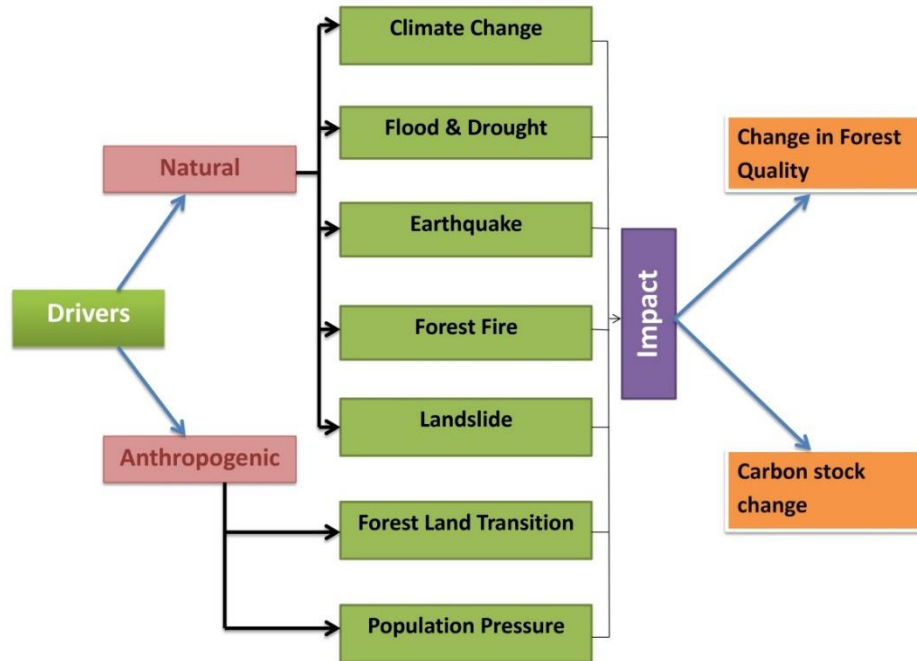 Climate Change
Flood & Drought
Natural
Change in Forest
Quality
Earthquake
Drivers
Impact
Forest Fire
Landslide
Anthropogenic
Carbon stock
change
Forest Land Transition
Population Pressure